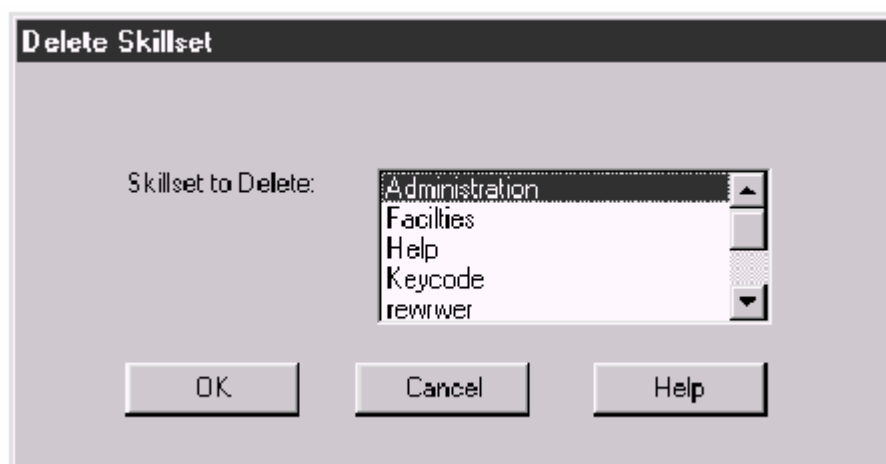 Delete Skillset
Skillset to Delete:
Administration
Facilties
Help
Keycode
rewrwer
OK
Cancel
Help